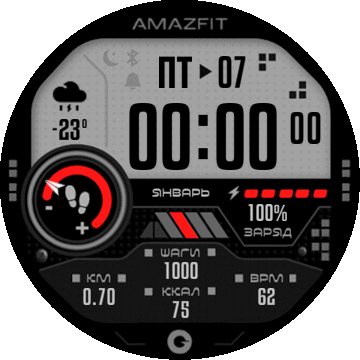 AMAZFIT
ПТ 07
-23°
00:00 00
ЯНВАРЬ
100%
ЗАРЯД
- +
ШАГИ
1000
КМ
0.70
ККАЛ
75
BPM
62
G